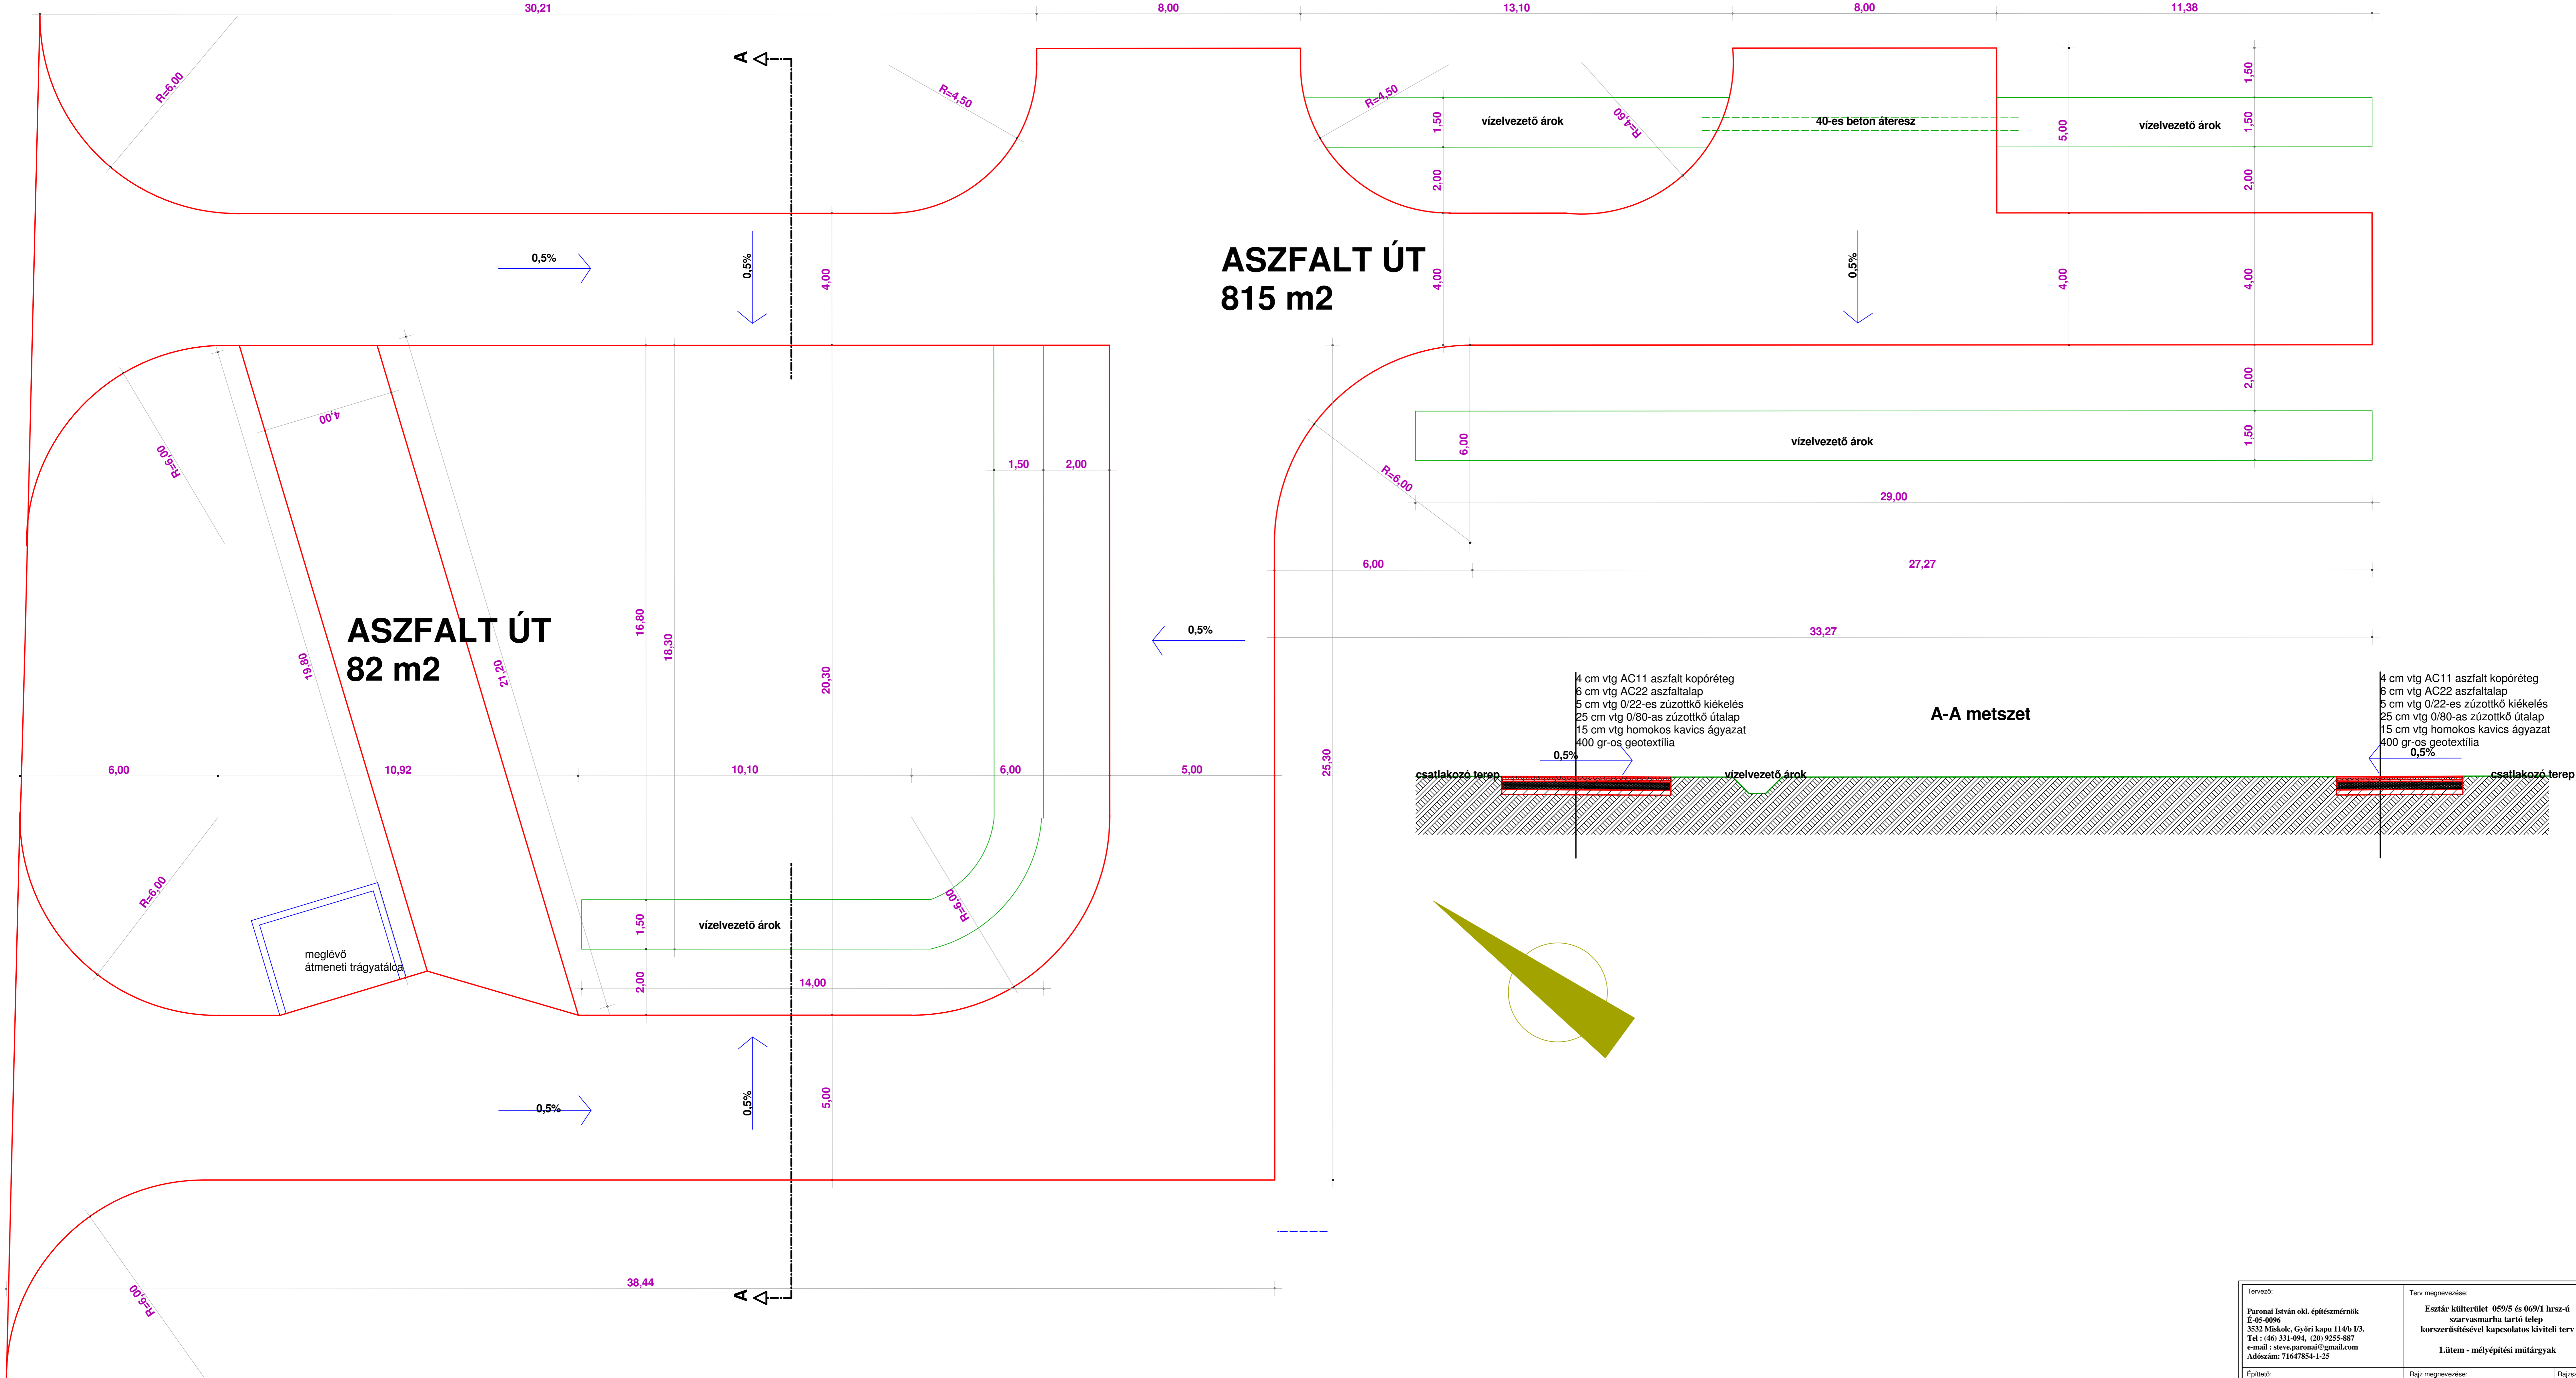 30,21
8,00
13,10
8,00
11,38
A
R=6,00
R=4,50
R=4,50
1,50
vízelvezető árok
R=4,60
40-es beton áteresz
5,00
vízelvezető árok
1,50
1,50
2,00
2,00
0,5%
0,5%
4,00
ASZFALT ÚT
815 m2
4,00
0,5%
4,00
4,00
4,00
R=6,00
1,50
2,00
6,00
R=6,00
vízelvezető árok
2,00
1,50
29,00
6,00
27,27
ASZFALT ÚT
82 m2
19,80
21,20
16,80
18,30
20,30
0,5%
33,27
4 cm vtg AC11 aszfalt kopóréteg
6 cm vtg AC22 aszfaltalap
5 cm vtg 0/22-es zúzottkő kiékelés
25 cm vtg 0/80-as zúzottkő útalap
15 cm vtg homokos kavics ágyazat
400 gr-os geotextília
0,5%
A-A metszet
4 cm vtg AC11 aszfalt kopóréteg
6 cm vtg AC22 aszfaltalap
5 cm vtg 0/22-es zúzottkő kiékelés
25 cm vtg 0/80-as zúzottkő útalap
15 cm vtg homokos kavics ágyazat
400 gr-os geotextília
0,5%
6,00
10,92
10,10
6,00
5,00
25,30
csatlakozó terep
vízelvezető árok
csatlakozó terep
R=6,00
R=6,00
1,50
vízelvezető árok
meglévő
átmeneti trágyatálca
2,00
14,00
0,5%
0,5%
5,00
38,44
A
R=6,00
Tervező:
Paronai István okl. építészmérnök
É-05-0096
3532 Miskolc, Győri kapu 114/b I/3.
Tel : (46) 331-094, (20) 9255-887
e-mail : steve.paronai@gmail.com
Adószám: 71647854-1-25
Terv megnevezése:
Esztár külterület 059/5 és 069/1 hrsz-ú
szarvasmarha tartó telep
korszerűsítésével kapcsolatos kiviteli terv
1.ütem - mélyépítési műtárgyak
Építtető:
Rajz megnevezése: